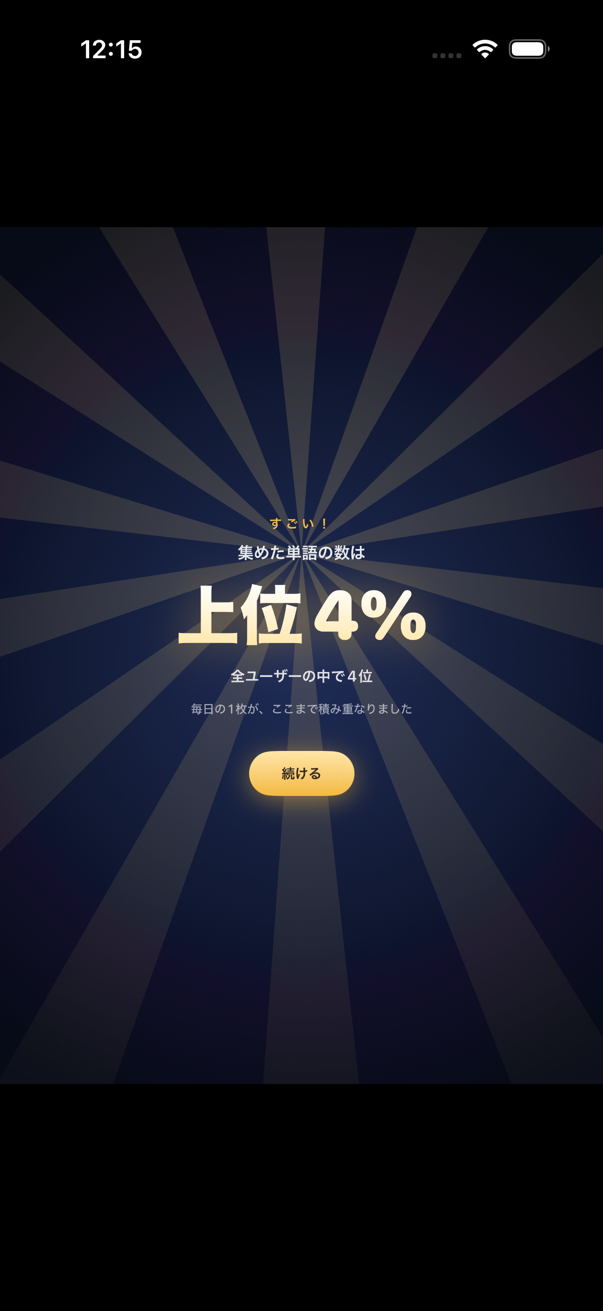 12:15
すごい！
集めた単語の数は
上位4%
全ユーザーの中で4位
毎日の1枚が、ここまで積み重なりました
続ける